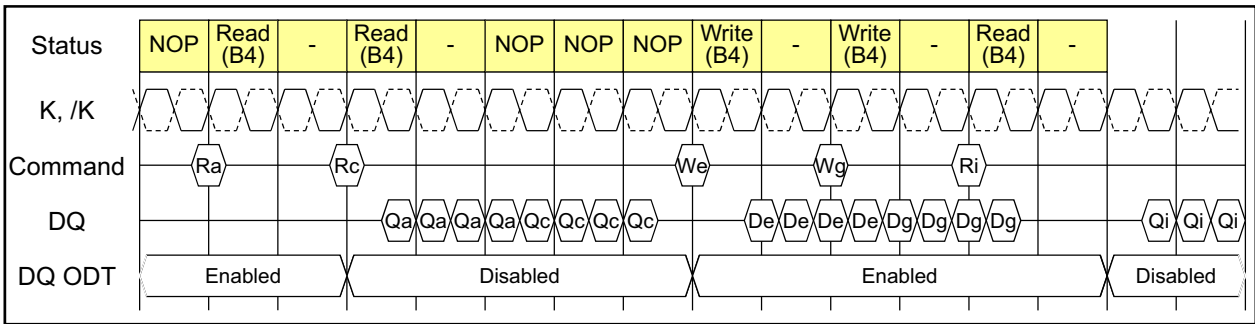 Status NOP Read (B4) - Read (B4) - NOP NOP NOP Write (B4) - Write (B4) - Read (B4) -
K, /K
Command Ra Rc We Wg Ri
DQ Qa Qa Qa Qa Qc Qc Qc Qc De De De De Dg Dg Dg Dg Qi Qi Qi
DQ ODT Enabled Disabled Enabled Disabled